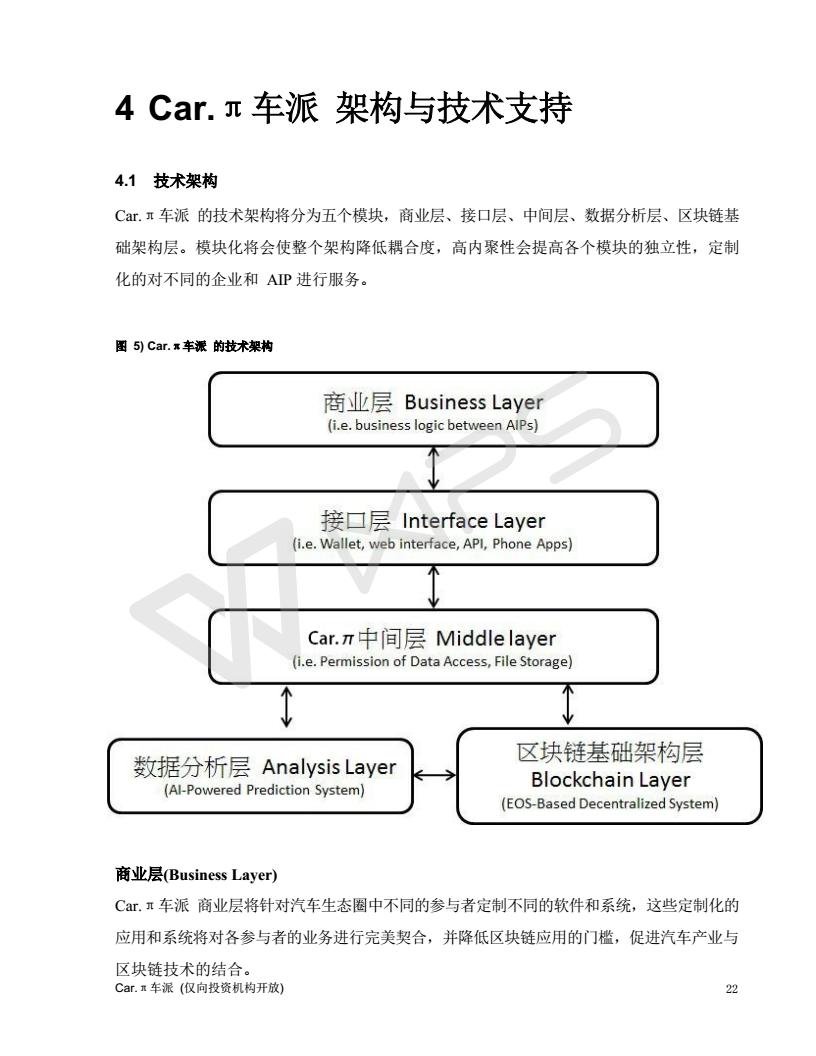 4 Car.π车派 架构与技术支持
4.1 技术架构
Car.π车派 的技术架构将分为五个模块，商业层、接口层、中间层、数据分析层、区块链基
础架构层。模块化将会使整个架构降低耦合度，高内聚性会提高各个模块的独立性，定制
化的对不同的企业和 AIP 进行服务。
图 5) Car.π车派 的技术架构
商业层 Business Layer
(i.e. business logic between AIPs)
接口层 Interface Layer
(i.e. Wallet, web interface, API, Phone Apps)
Car.π中间层 Middle layer
(i.e. Permission of Data Access, File Storage)
数据分析层 Analysis Layer
(AI-Powered Prediction System)
区块链基础架构层
Blockchain Layer
(EOS-Based Decentralized System)
WPS
商业层(Business Layer)
Car.π车派 商业层将针对汽车生态圈中不同的参与者定制不同的软件和系统，这些定制化的
应用和系统将对各参与者的业务进行完美契合，并降低区块链应用的门槛，促进汽车产业与
区块链技术的结合。
Car.π车派 (仅向投资机构开放) 22